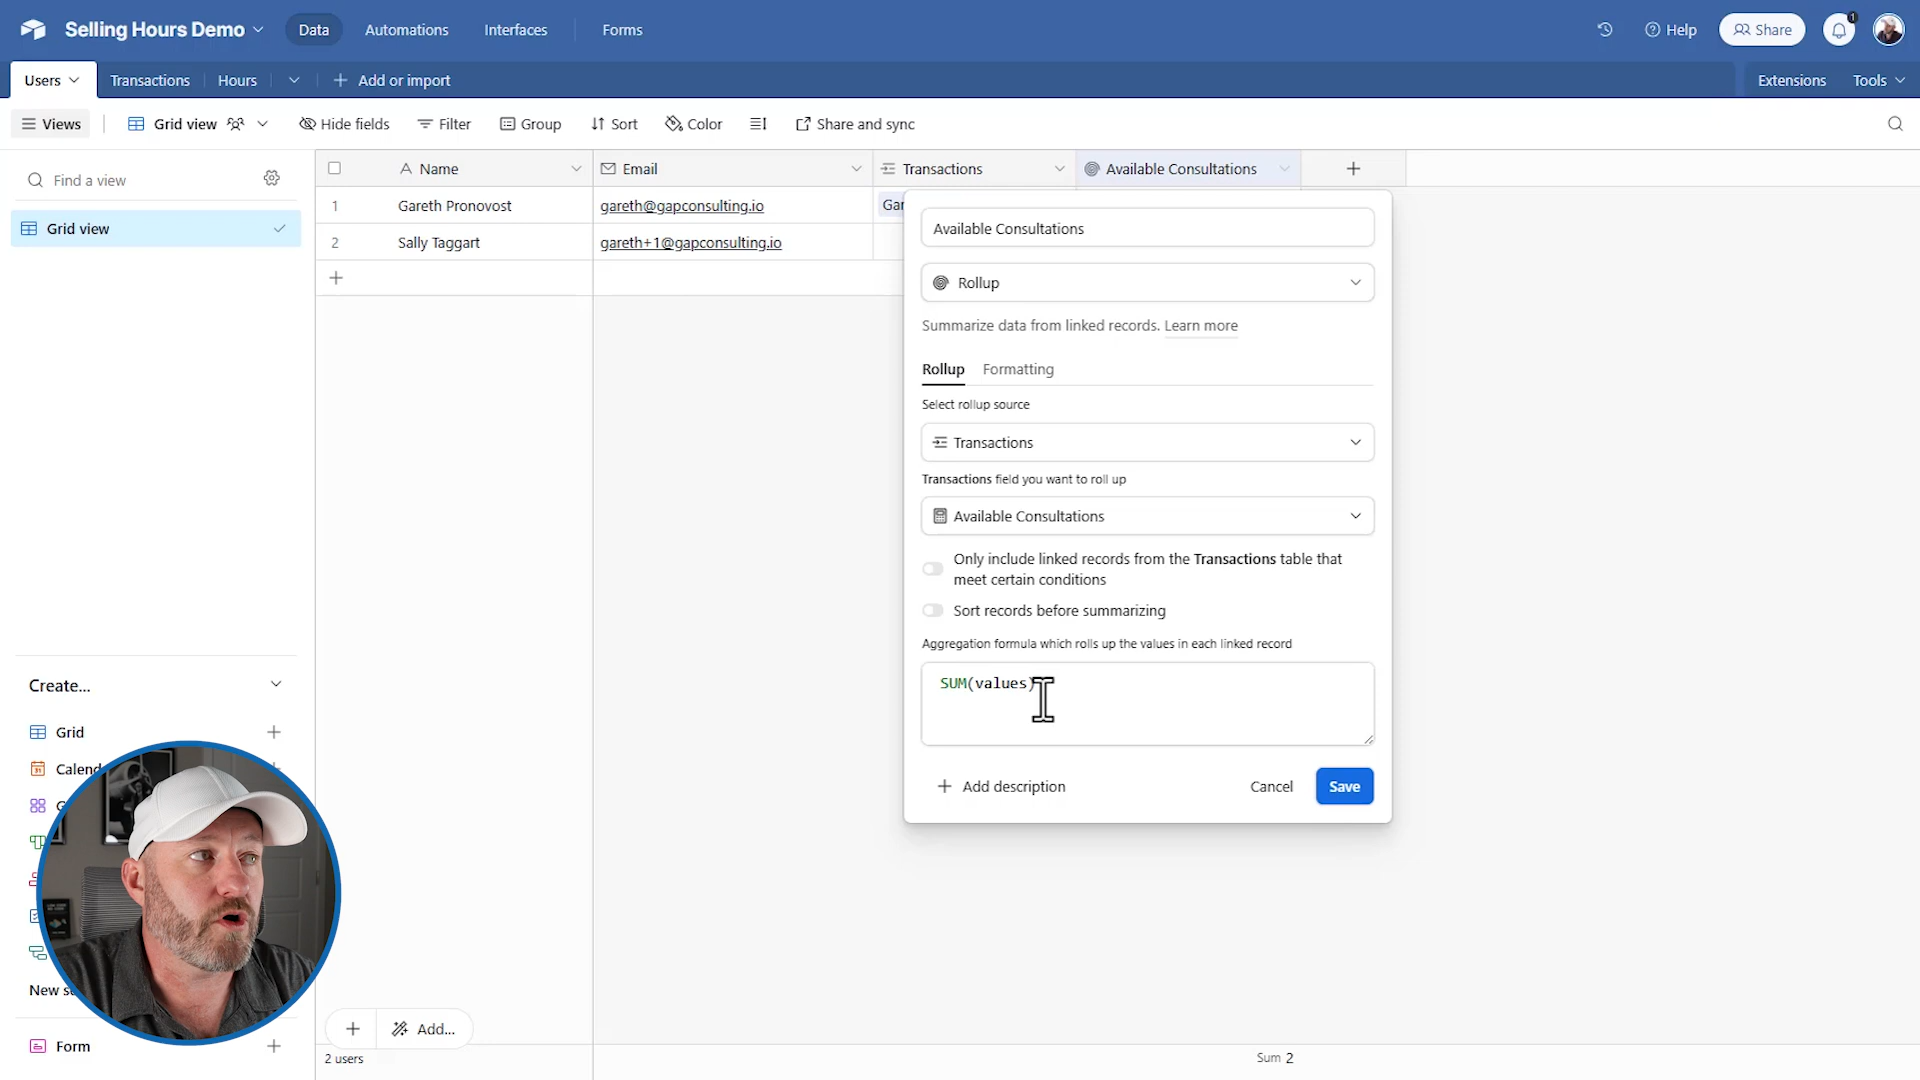 Selling Hours Demo
Data
Automations
Interfaces
Forms
Help
Share
1
Users
Transactions
Hours
Add or import
Extensions
Tools
Views
Grid view
Hide fields
Filter
Group
Sort
Color
Share and sync
Find a view
Grid view
Name
Email
Transactions
Available Consultations
1
Gareth Pronovost
gareth@gapconsulting.io
Gar
2
Sally Taggart
gareth+1@gapconsulting.io
Available Consultations
Rollup
Summarize data from linked records. Learn more
Rollup
Formatting
Select rollup source
Transactions
Transactions field you want to roll up
Available Consultations
Only include linked records from the Transactions table that
meet certain conditions
Sort records before summarizing
Aggregation formula which rolls up the values in each linked record
SUM(values)
Add description
Cancel
Save
Create...
Grid
Calend
G
New s
Form
Add...
2 users
Sum 2